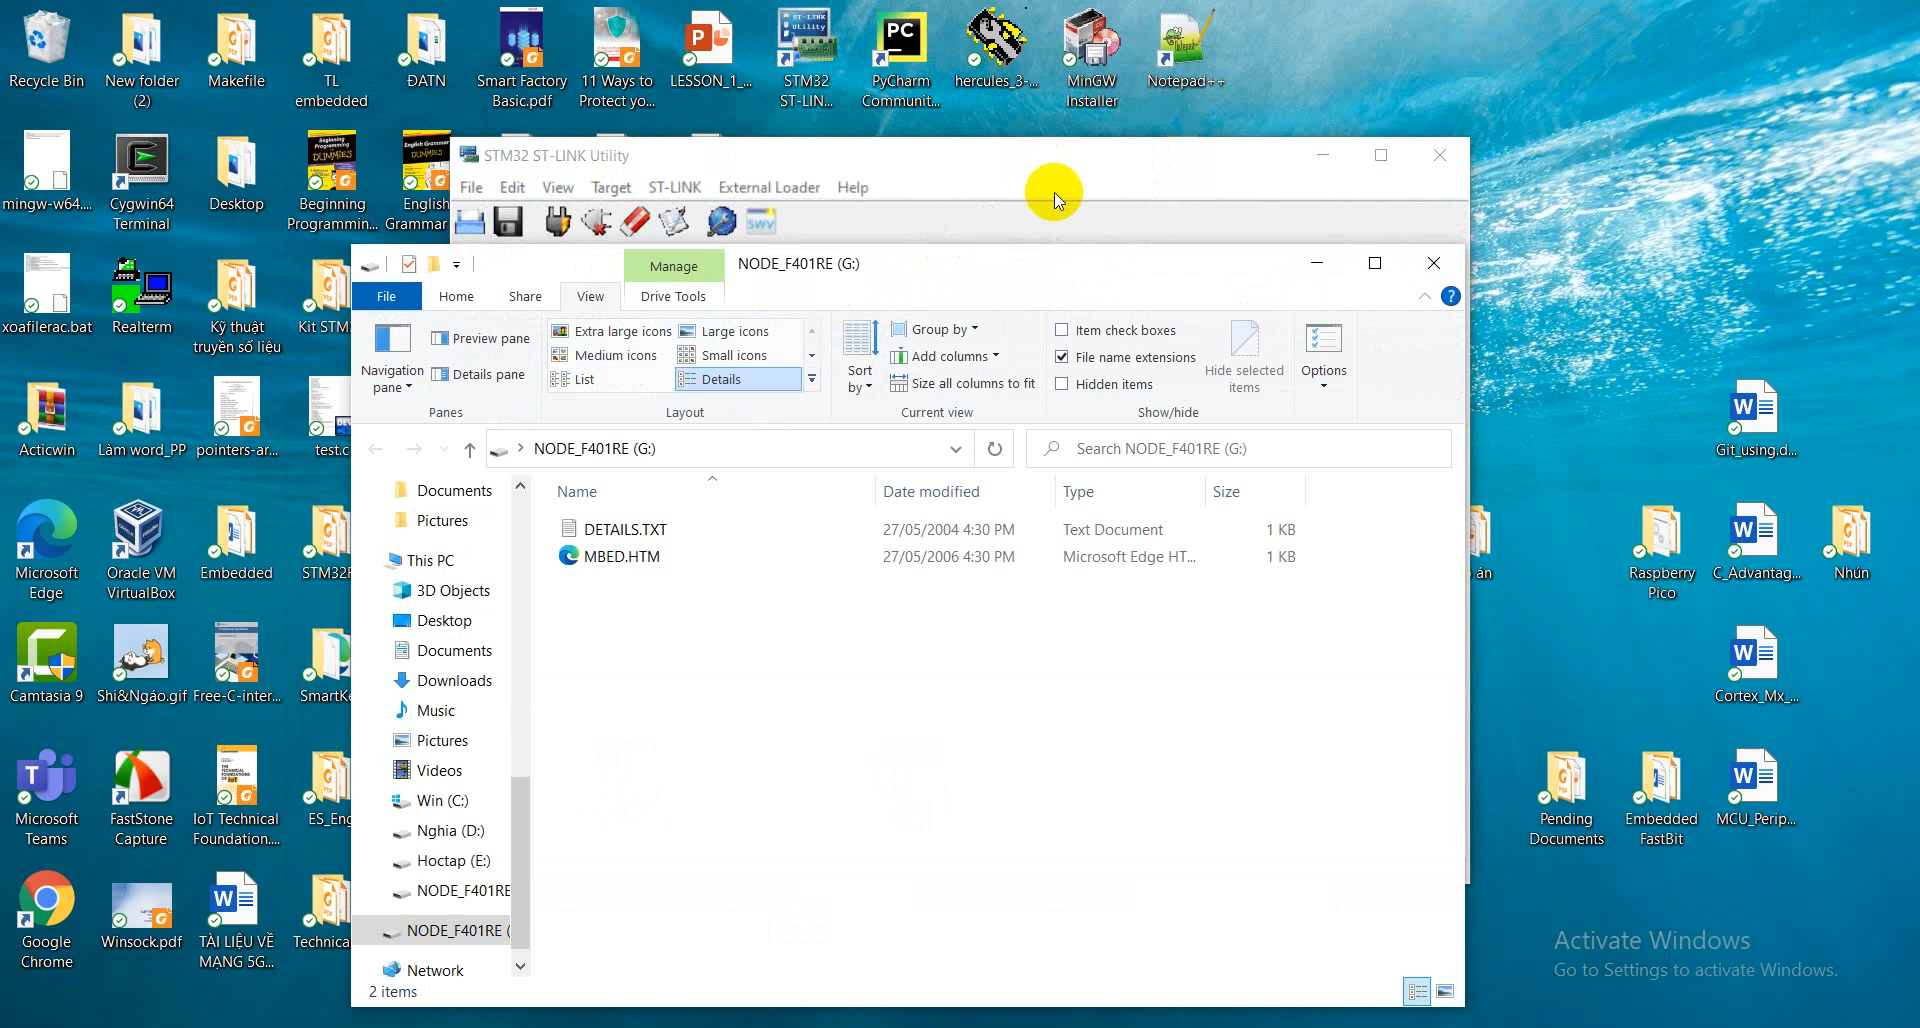 Recycle Bin
New folder
(2)
Makefile
TL
embedded
ĐATN
Smart Factory
Basic.pdf
11 Ways to
Protect yo...
LESSON_1_...
STM32
ST-LIN...
PyCharm
Communit...
hercules_3-...
MinGW
Installer
Notepad++
mingw-w64....
Cygwin64
Terminal
Desktop
Beginning
Programmin...
English
Grammar
STM32 ST-LINK Utility
File Edit View Target ST-LINK External Loader Help
SWV
xoafilerac.bat
Realterm
Kỹ thuật
truyền số liệu
Kit STM
Manage
NODE_F401RE (G:)
File Home Share View Drive Tools
Navigation
pane
Preview pane
Details pane
Panes
Extra large icons
Large icons
Medium icons
Small icons
List
Details
Layout
Sort
by
Group by
Add columns
Size all columns to fit
Current view
Item check boxes
File name extensions
Hidden items
Hide selected
items
Show/hide
Options
NODE_F401RE (G:)
Search NODE_F401RE (G:)
Name Date modified Type Size
DETAILS.TXT 27/05/2004 4:30 PM Text Document 1 KB
MBED.HTM 27/05/2006 4:30 PM Microsoft Edge HT... 1 KB
Documents
Pictures
This PC
3D Objects
Desktop
Documents
Downloads
Music
Pictures
Videos
Win (C:)
Nghia (D:)
Hoctap (E:)
NODE_F401RE
NODE_F401RE (
Network
2 items
Acticwin
Làm word_PP
pointers-ar...
test.c
Microsoft
Edge
Oracle VM
VirtualBox
Embedded
STM32F
Camtasia 9
Shi&Ngáo.gif
Free-C-inter...
SmartKe
Microsoft
Teams
FastStone
Capture
IoT Technical
Foundation....
ES_Eng
Google
Chrome
Winsock.pdf
TÀI LIỆU VỀ
MẠNG 5G...
Technica
Git_using.d...
án
Raspberry
Pico
C_Advantag...
Nhún
Cortex_Mx_...
Pending
Documents
Embedded
FastBit
MCU_Perip...
Activate Windows
Go to Settings to activate Windows.